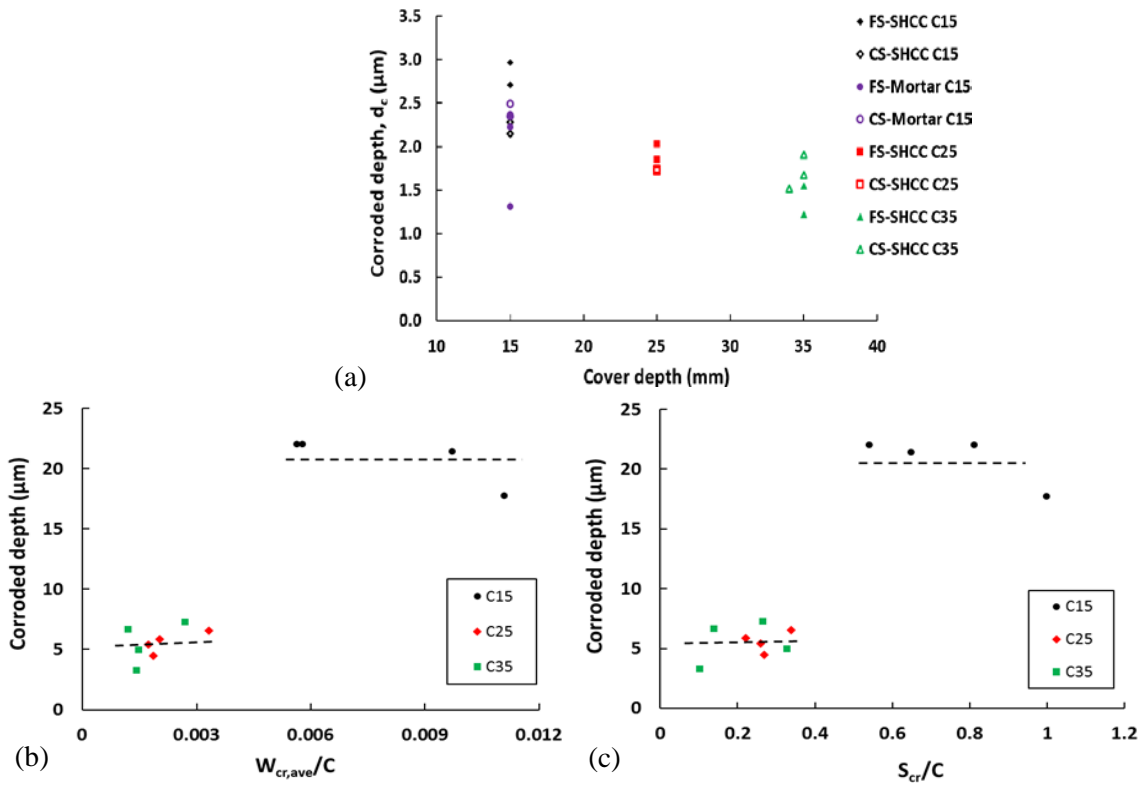 3.5
3.0
2.5
2.0
1.5
1.0
0.5
0.0
Corroded depth, d_c (μm)
10 15 20 25 30 35 40
Cover depth (mm)
FS-SHCC C15
CS-SHCC C15
FS-Mortar C15
CS-Mortar C15
FS-SHCC C25
CS-SHCC C25
FS-SHCC C35
CS-SHCC C35
(a)
25
20
15
10
5
0
Corroded depth (μm)
0 0.003 0.006 0.009 0.012
W_cr,ave/C
C15
C25
C35
(b)
25
20
15
10
5
0
Corroded depth (μm)
0 0.2 0.4 0.6 0.8 1 1.2
S_cr/C
C15
C25
C35
(c)